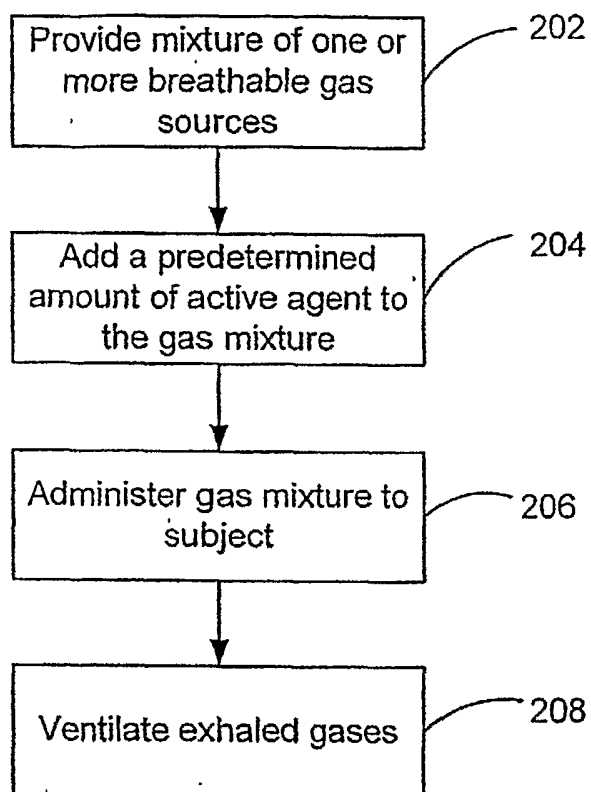 Provide mixture of one or
more breathable gas
sources
202
Add a predetermined
amount of active agent to
the gas mixture
204
Administer gas mixture to
subject
206
Ventilate exhaled gases
208